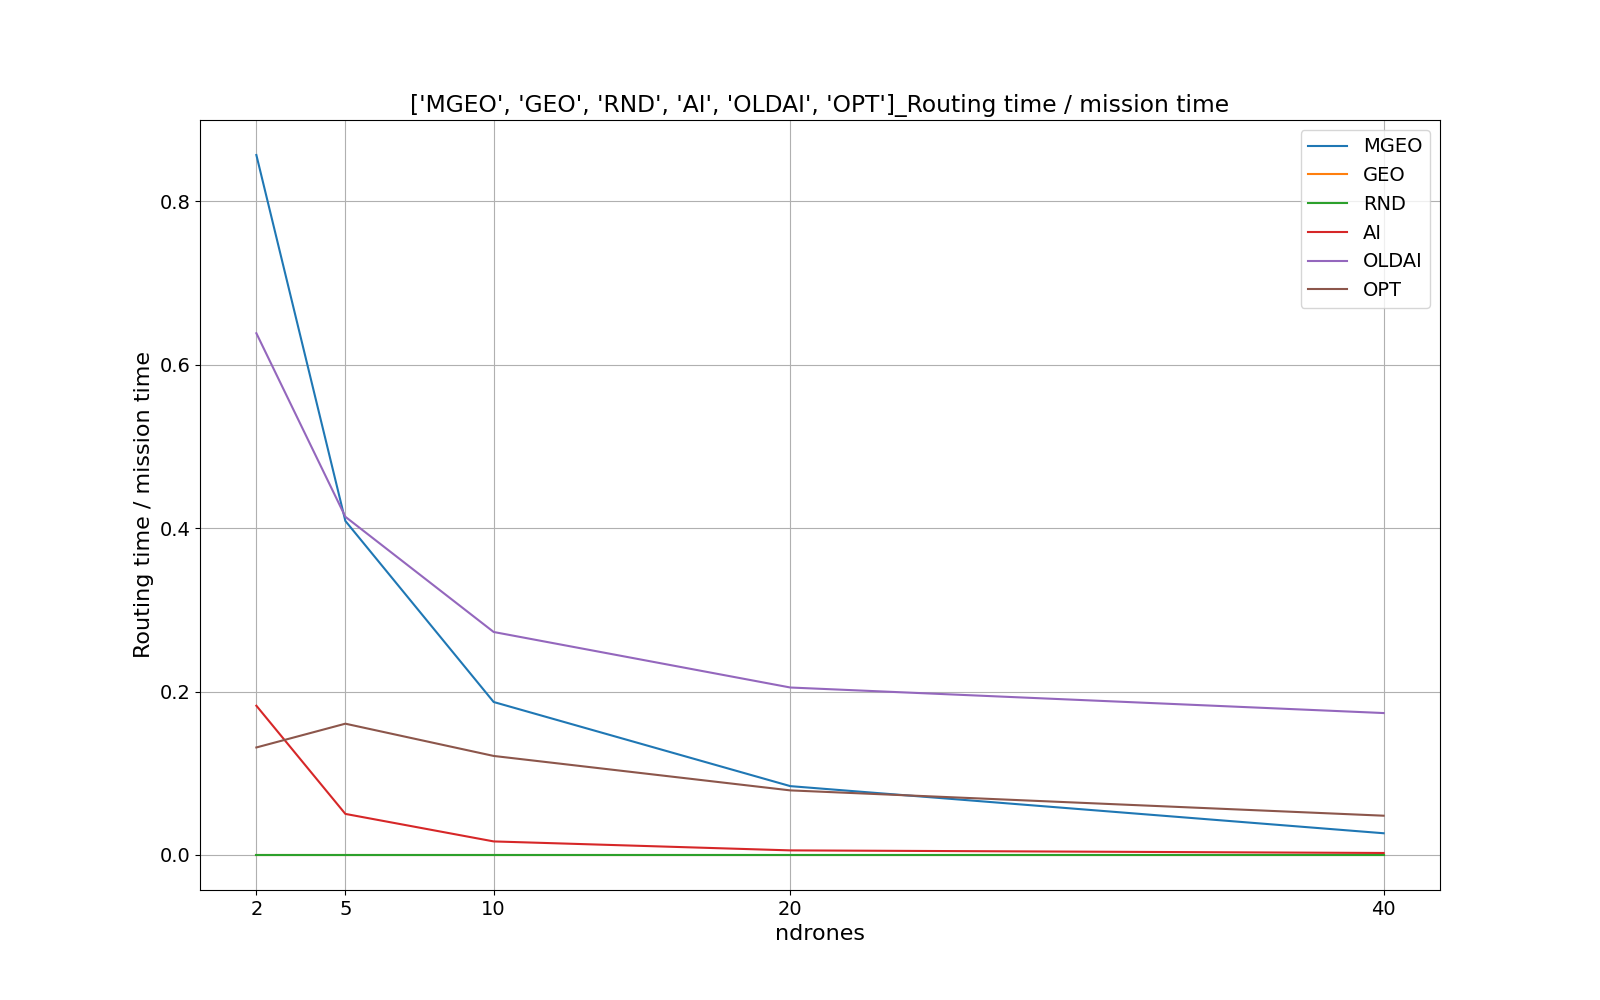 ['MGEO', 'GEO', 'RND', 'AI', 'OLDAI', 'OPT']_Routing time / mission time
MGEO
GEO
RND
AI
OLDAI
OPT
Routing time / mission time
0.8
0.6
0.4
0.2
0.0
2 5 10 20 40
ndrones